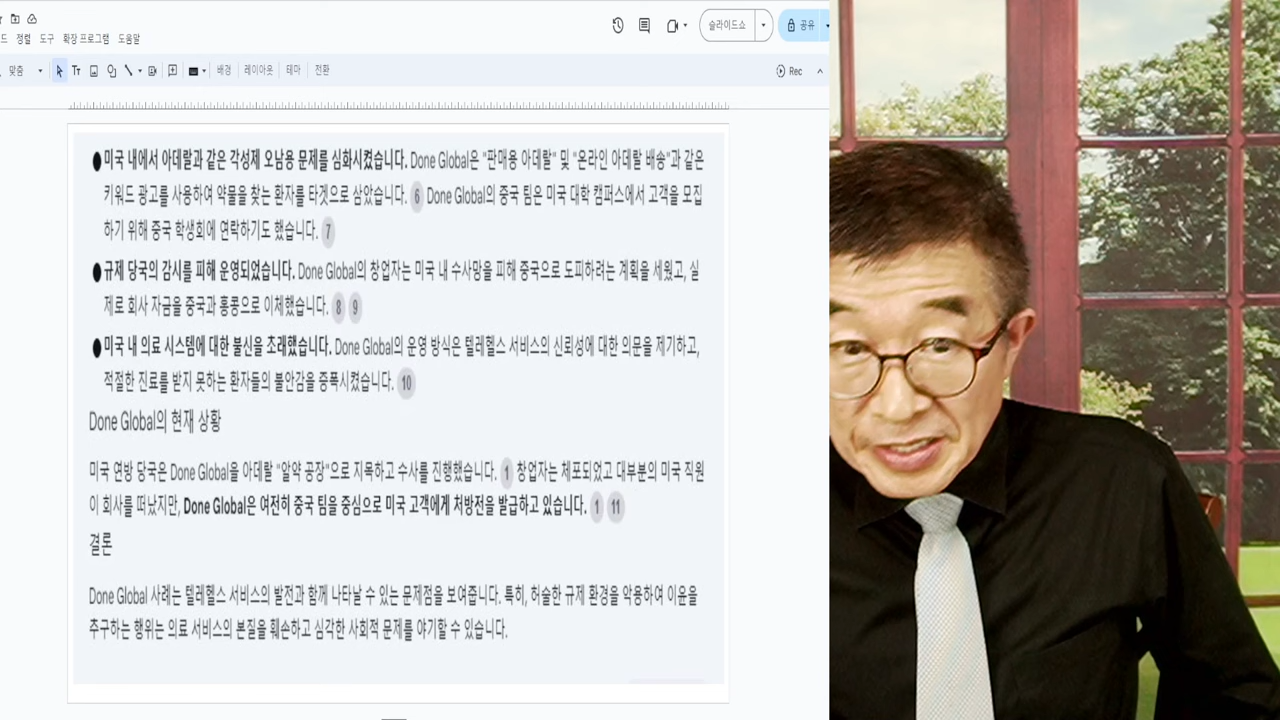 드 정렬 도구 확장 프로그램 도움말
슬라이드쇼
공유
맞춤
Tr
배경 레이아웃 테마 전환
Rec
●미국 내에서 아데랄과 같은 각성제 오남용 문제를 심화시켰습니다. Done Global은 "판매용 아데랄" 및 "온라인 아데랄 배송"과 같은
키워드 광고를 사용하여 약물을 찾는 환자를 타겟으로 삼았습니다. 6 Done Global의 중국 팀은 미국 대학 캠퍼스에서 고객을 모집
하기 위해 중국 학생회에 연락하기도 했습니다. 7
●규제 당국의 감시를 피해 운영되었습니다. Done Global의 창업자는 미국 내 수사망을 피해 중국으로 도피하려는 계획을 세웠고, 실
제로 회사 자금을 중국과 홍콩으로 이체했습니다. 8 9
●미국 내 의료 시스템에 대한 불신을 초래했습니다. Done Global의 운영 방식은 텔레헬스 서비스의 신뢰성에 대한 의문을 제기하고,
적절한 진료를 받지 못하는 환자들의 불안감을 증폭시켰습니다. 10
Done Global의 현재 상황
미국 연방 당국은 Done Global을 아데랄 "알약 공장"으로 지목하고 수사를 진행했습니다. 1 창업자는 체포되었고 대부분의 미국 직원
이 회사를 떠났지만, Done Global은 여전히 중국 팀을 중심으로 미국 고객에게 처방전을 발급하고 있습니다. 1 11
결론
Done Global 사례는 텔레헬스 서비스의 발전과 함께 나타날 수 있는 문제점을 보여줍니다. 특히, 허술한 규제 환경을 악용하여 이윤을
추구하는 행위는 의료 서비스의 본질을 훼손하고 심각한 사회적 문제를 야기할 수 있습니다.